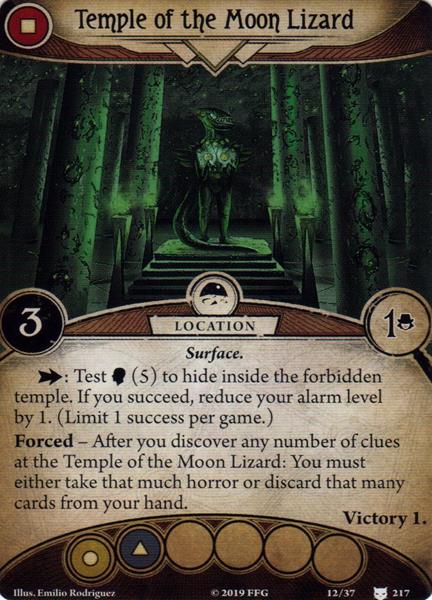 Temple of the Moon Lizard
3
LOCATION
1
Surface.
: Test (5) to hide inside the forbidden
temple. If you succeed, reduce your alarm level
by 1. (Limit 1 success per game.)
Forced – After you discover any number of clues
at the Temple of the Moon Lizard: You must
either take that much horror or discard that many
cards from your hand.
Victory 1.
Illus. Emilio Rodriguez
© 2019 FFG
12/37
217